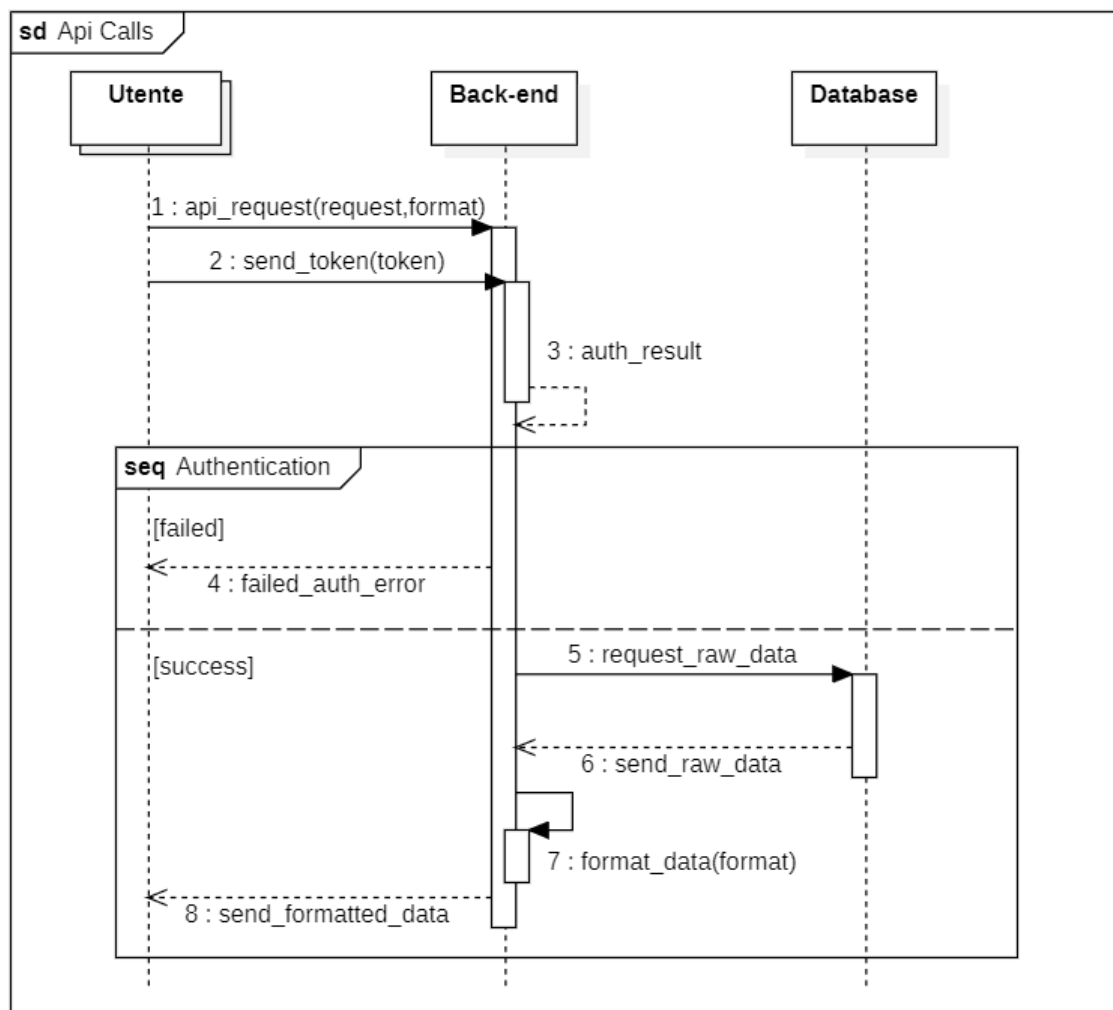 sd Api Calls
Utente
Back-end
Database
1 : api_request(request,format)
2 : send_token(token)
3 : auth_result
seq Authentication
[failed]
4 : failed_auth_error
[success]
5 : request_raw_data
6 : send_raw_data
7 : format_data(format)
8 : send_formatted_data